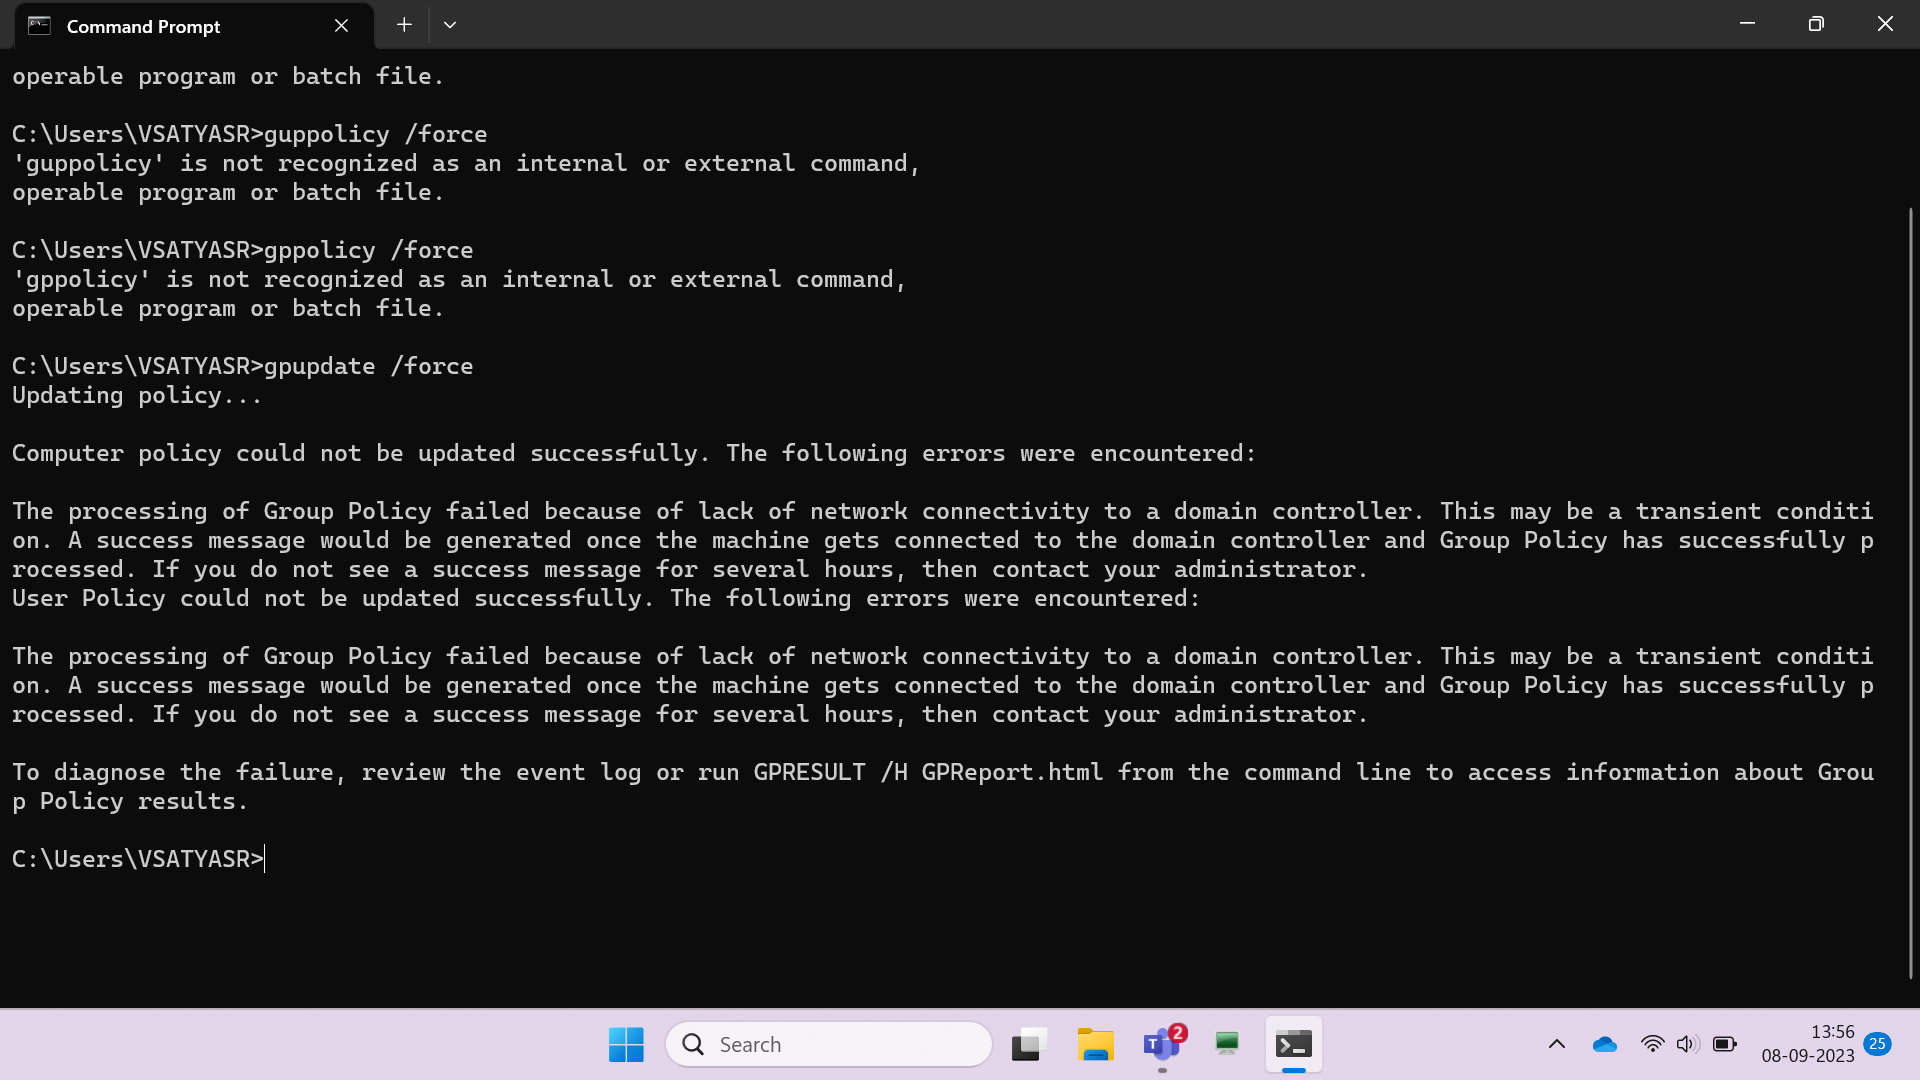 Command Prompt
operable program or batch file.
C:\Users\VSATYASR>guppolicy /force
'guppolicy' is not recognized as an internal or external command,
operable program or batch file.
C:\Users\VSATYASR>gppolicy /force
'gppolicy' is not recognized as an internal or external command,
operable program or batch file.
C:\Users\VSATYASR>gpupdate /force
Updating policy...
Computer policy could not be updated successfully. The following errors were encountered:
The processing of Group Policy failed because of lack of network connectivity to a domain controller. This may be a transient conditi
on. A success message would be generated once the machine gets connected to the domain controller and Group Policy has successfully p
rocessed. If you do not see a success message for several hours, then contact your administrator.
User Policy could not be updated successfully. The following errors were encountered:
The processing of Group Policy failed because of lack of network connectivity to a domain controller. This may be a transient conditi
on. A success message would be generated once the machine gets connected to the domain controller and Group Policy has successfully p
rocessed. If you do not see a success message for several hours, then contact your administrator.
To diagnose the failure, review the event log or run GPRESULT /H GPReport.html from the command line to access information about Grou
p Policy results.
C:\Users\VSATYASR>
Search
T 2
13:56
08-09-2023
25